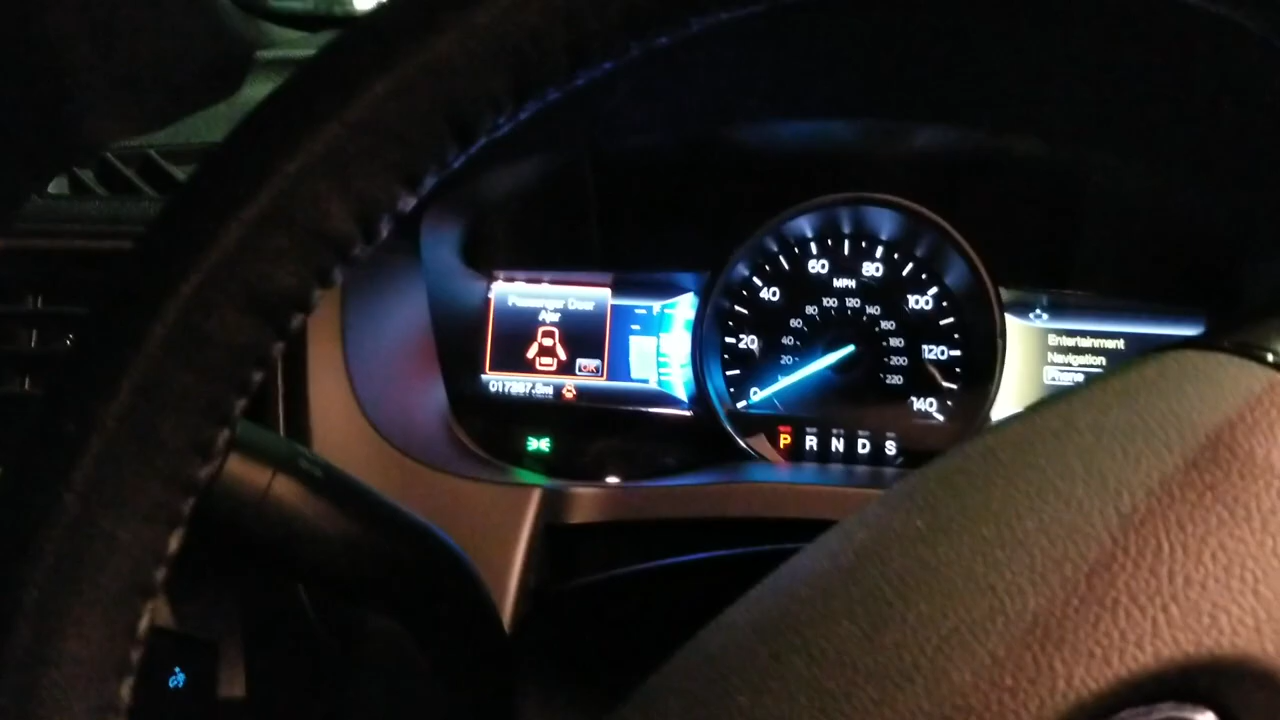 Passenger Door
Ajar
OK
MPH
0
20
40
60
80
100
120
140
20
40
60
80
100
120
140
160
180
200
220
P R N D S
Entertainment
Navigation
Phone